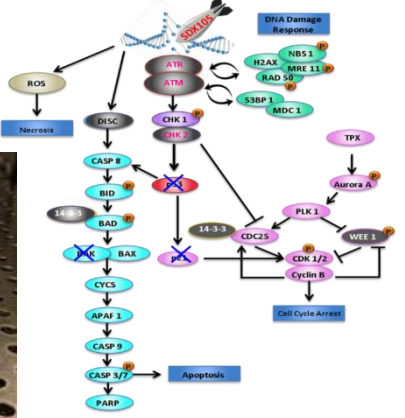 SDX105
DNA Damage
Response
ATR
ATM
H2AX
NBS 1
P
MRE 11
P
RAD 50
P
53BP 1
MDC 1
ROS
Necrosis
DISC
CHK 1
P
CHK 2
TPX
CASP 8
p53
Aurora A
P
BID
P
PLK 1
14-3-3
BAD
P
14-3-3
CDC25
WEE 1
P
BAK
BAX
p21
P
CDK 1/2
P
Cyclin B
CYCS
Cell Cycle Arrest
APAF 1
CASP 9
CASP 3/7
P
Apoptosis
PARP